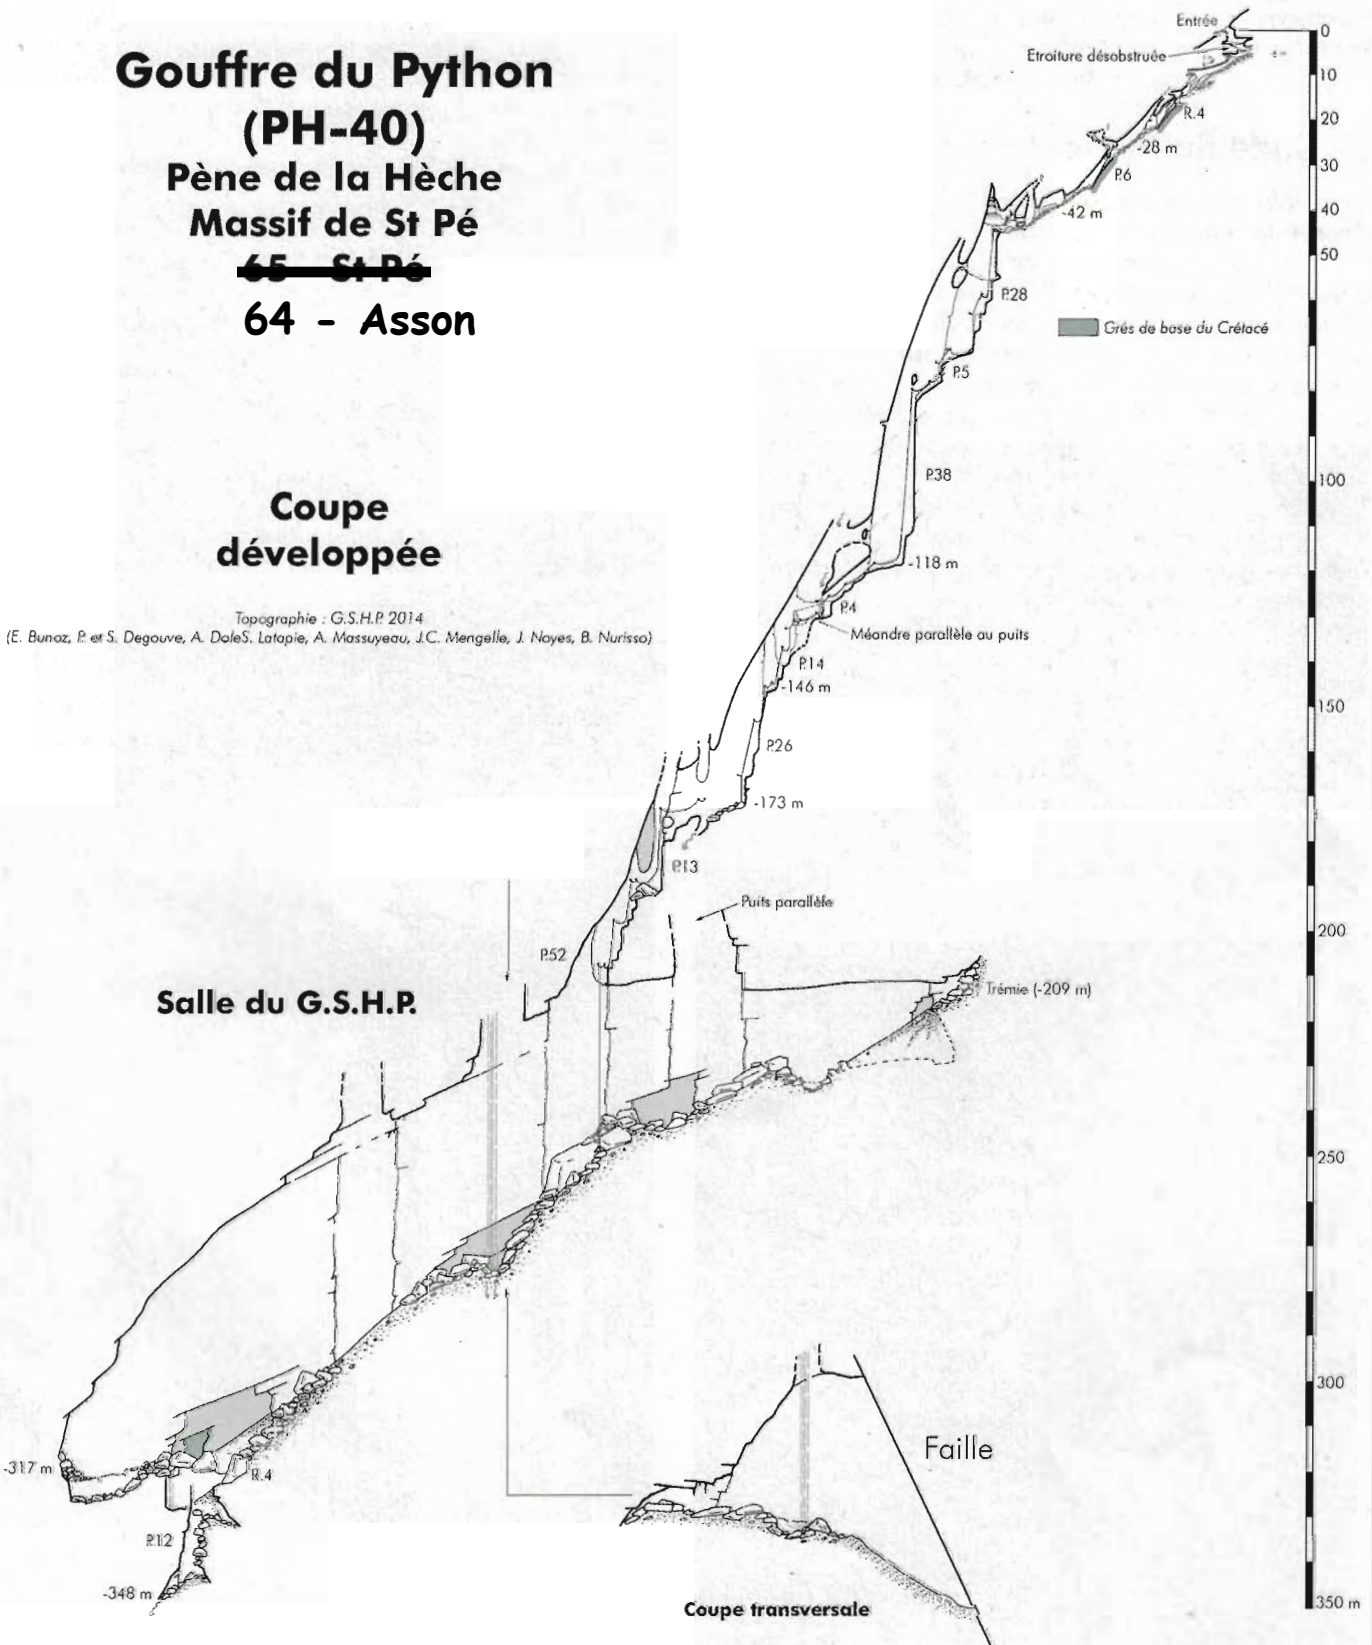 Gouffre du Python
(PH-40)
Pène de la Hèche
Massif de St Pé
65 - St Pé
64 - Asson
Coupe
développée
Topographie : G.S.H.P. 2014
(E. Bunoz, P. et S. Degouve, A. DoleS. Latapie, A. Massuyeau, J.C. Mengelle, J. Noyes, B. Nurisso)
Entrée
Etroiture désobstruée
R.4
-28 m
P.6
-42 m
P.28
Grès de base du Crétacé
P.5
P.38
-118 m
P.4
Méandre parallèle au puits
P.14
-146 m
P.26
-173 m
P.13
Puits parallèle
P.52
Trémie (-209 m)
Salle du G.S.H.P.
-317 m
R.4
P.12
-348 m
Faille
Coupe transversale
0
10
20
30
40
50
100
150
200
250
300
350 m